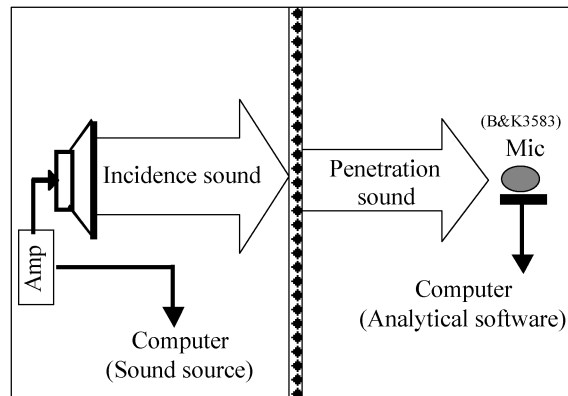 Incidence sound
Amp
Computer
(Sound source)
Penetration
sound
(B&K3583)
Mic
Computer
(Analytical software)